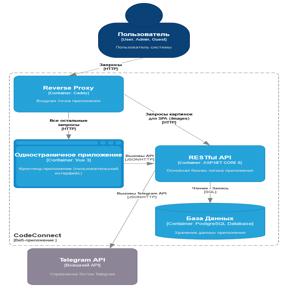 Пользователь
[User, Admin, Guest]
Пользователь системы
Запросы
[HTTP]
Reverse Proxy
[Container: Caddy]
Входная точка приложения
Все остальные
запросы
[HTTP]
Запросы картинок
для SPA (/images)
[HTTP]
Одностраничное приложение
[Container: Vue 3]
Фронтенд приложения (пользовательский
интерфейс)
Вызовы API
[JSON/HTTP]
RESTful API
[Container: ASP.NET CORE 8]
Основная бизнес логика приложения
Вызовы Telegram API
[JSON/HTTP]
Чтение / Запись
[SQL]
База Данных
[Container: PostgreSQL Database]
Хранение данных приложения
CodeConnect
[Веб-приложение]
Telegram API
[Внешний API]
Управление ботом Telegram